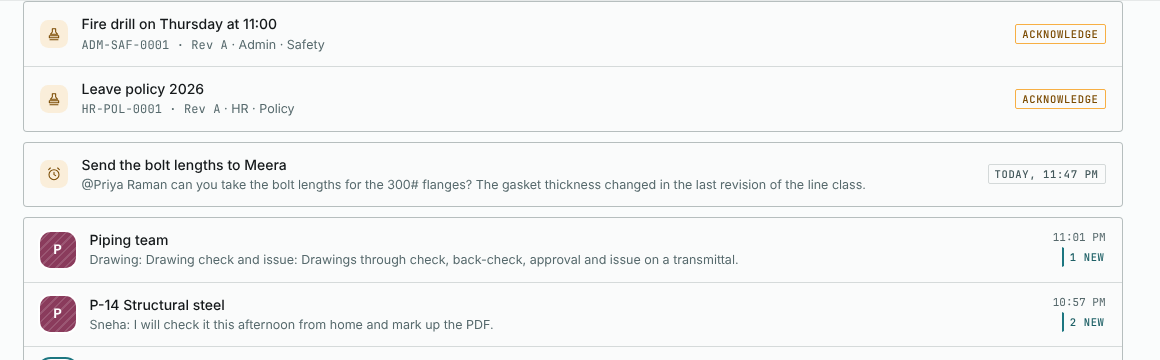 Fire drill on Thursday at 11:00
ADM-SAF-0001 · Rev A · Admin · Safety
ACKNOWLEDGE
Leave policy 2026
HR-POL-0001 · Rev A · HR · Policy
ACKNOWLEDGE
Send the bolt lengths to Meera
@Priya Raman can you take the bolt lengths for the 300# flanges? The gasket thickness changed in the last revision of the line class.
TODAY, 11:47 PM
P
Piping team
11:01 PM
Drawing: Drawing check and issue: Drawings through check, back-check, approval and issue on a transmittal.
1 NEW
P
P-14 Structural steel
10:57 PM
Sneha: I will check it this afternoon from home and mark up the PDF.
2 NEW